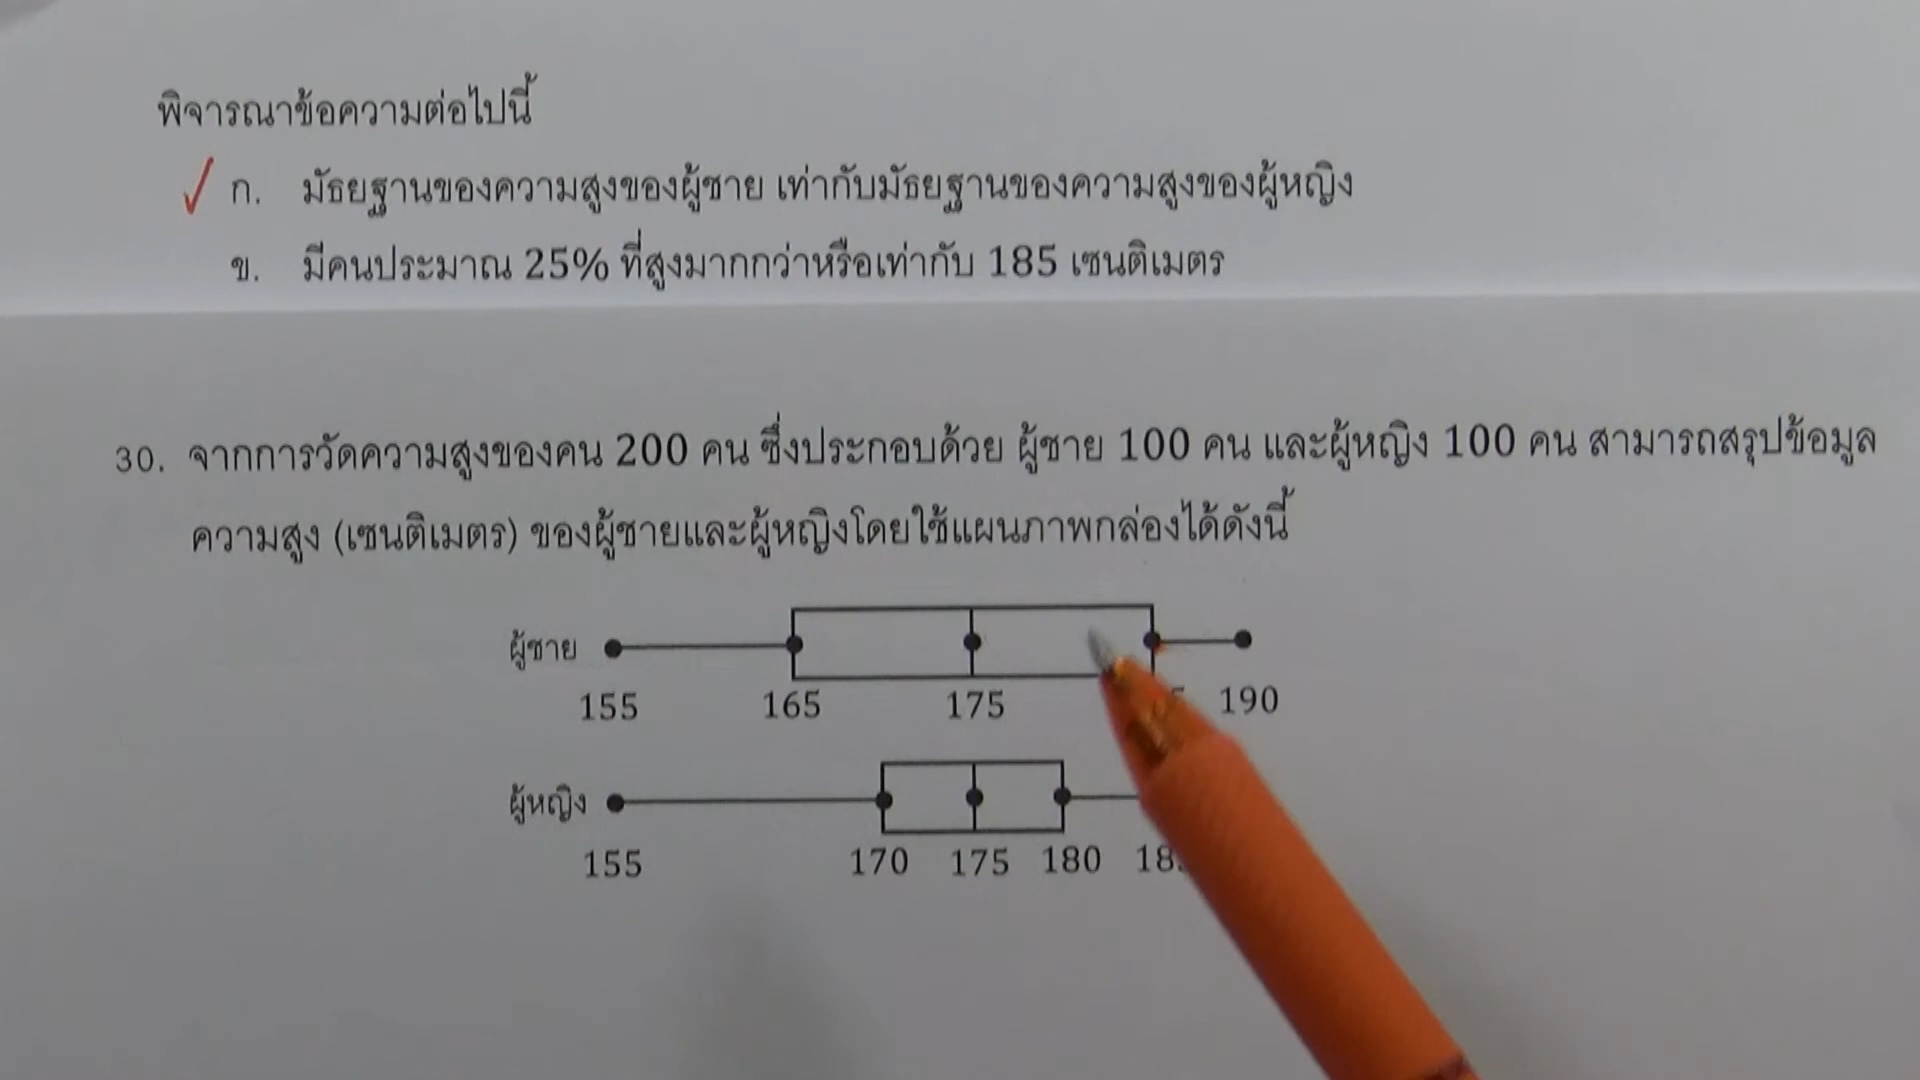 พิจารณาข้อความต่อไปนี้
✓ ก. มัธยฐานของความสูงของผู้ชาย เท่ากับมัธยฐานของความสูงของผู้หญิง
ข. มีคนประมาณ 25% ที่สูงมากกว่าหรือเท่ากับ 185 เซนติเมตร
30. จากการวัดความสูงของคน 200 คน ซึ่งประกอบด้วย ผู้ชาย 100 คน และผู้หญิง 100 คน สามารถสรุปข้อมูล
ความสูง (เซนติเมตร) ของผู้ชายและผู้หญิงโดยใช้แผนภาพกล่องได้ดังนี้
ผู้ชาย
155 165 175 190
ผู้หญิง
155 170 175 180